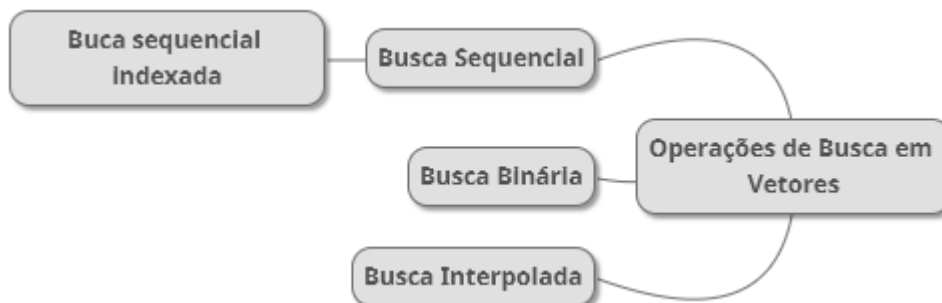 Buca sequencial
indexada
Busca Sequencial
Operações de Busca em
Vetores
Busca Binária
Busca Interpolada